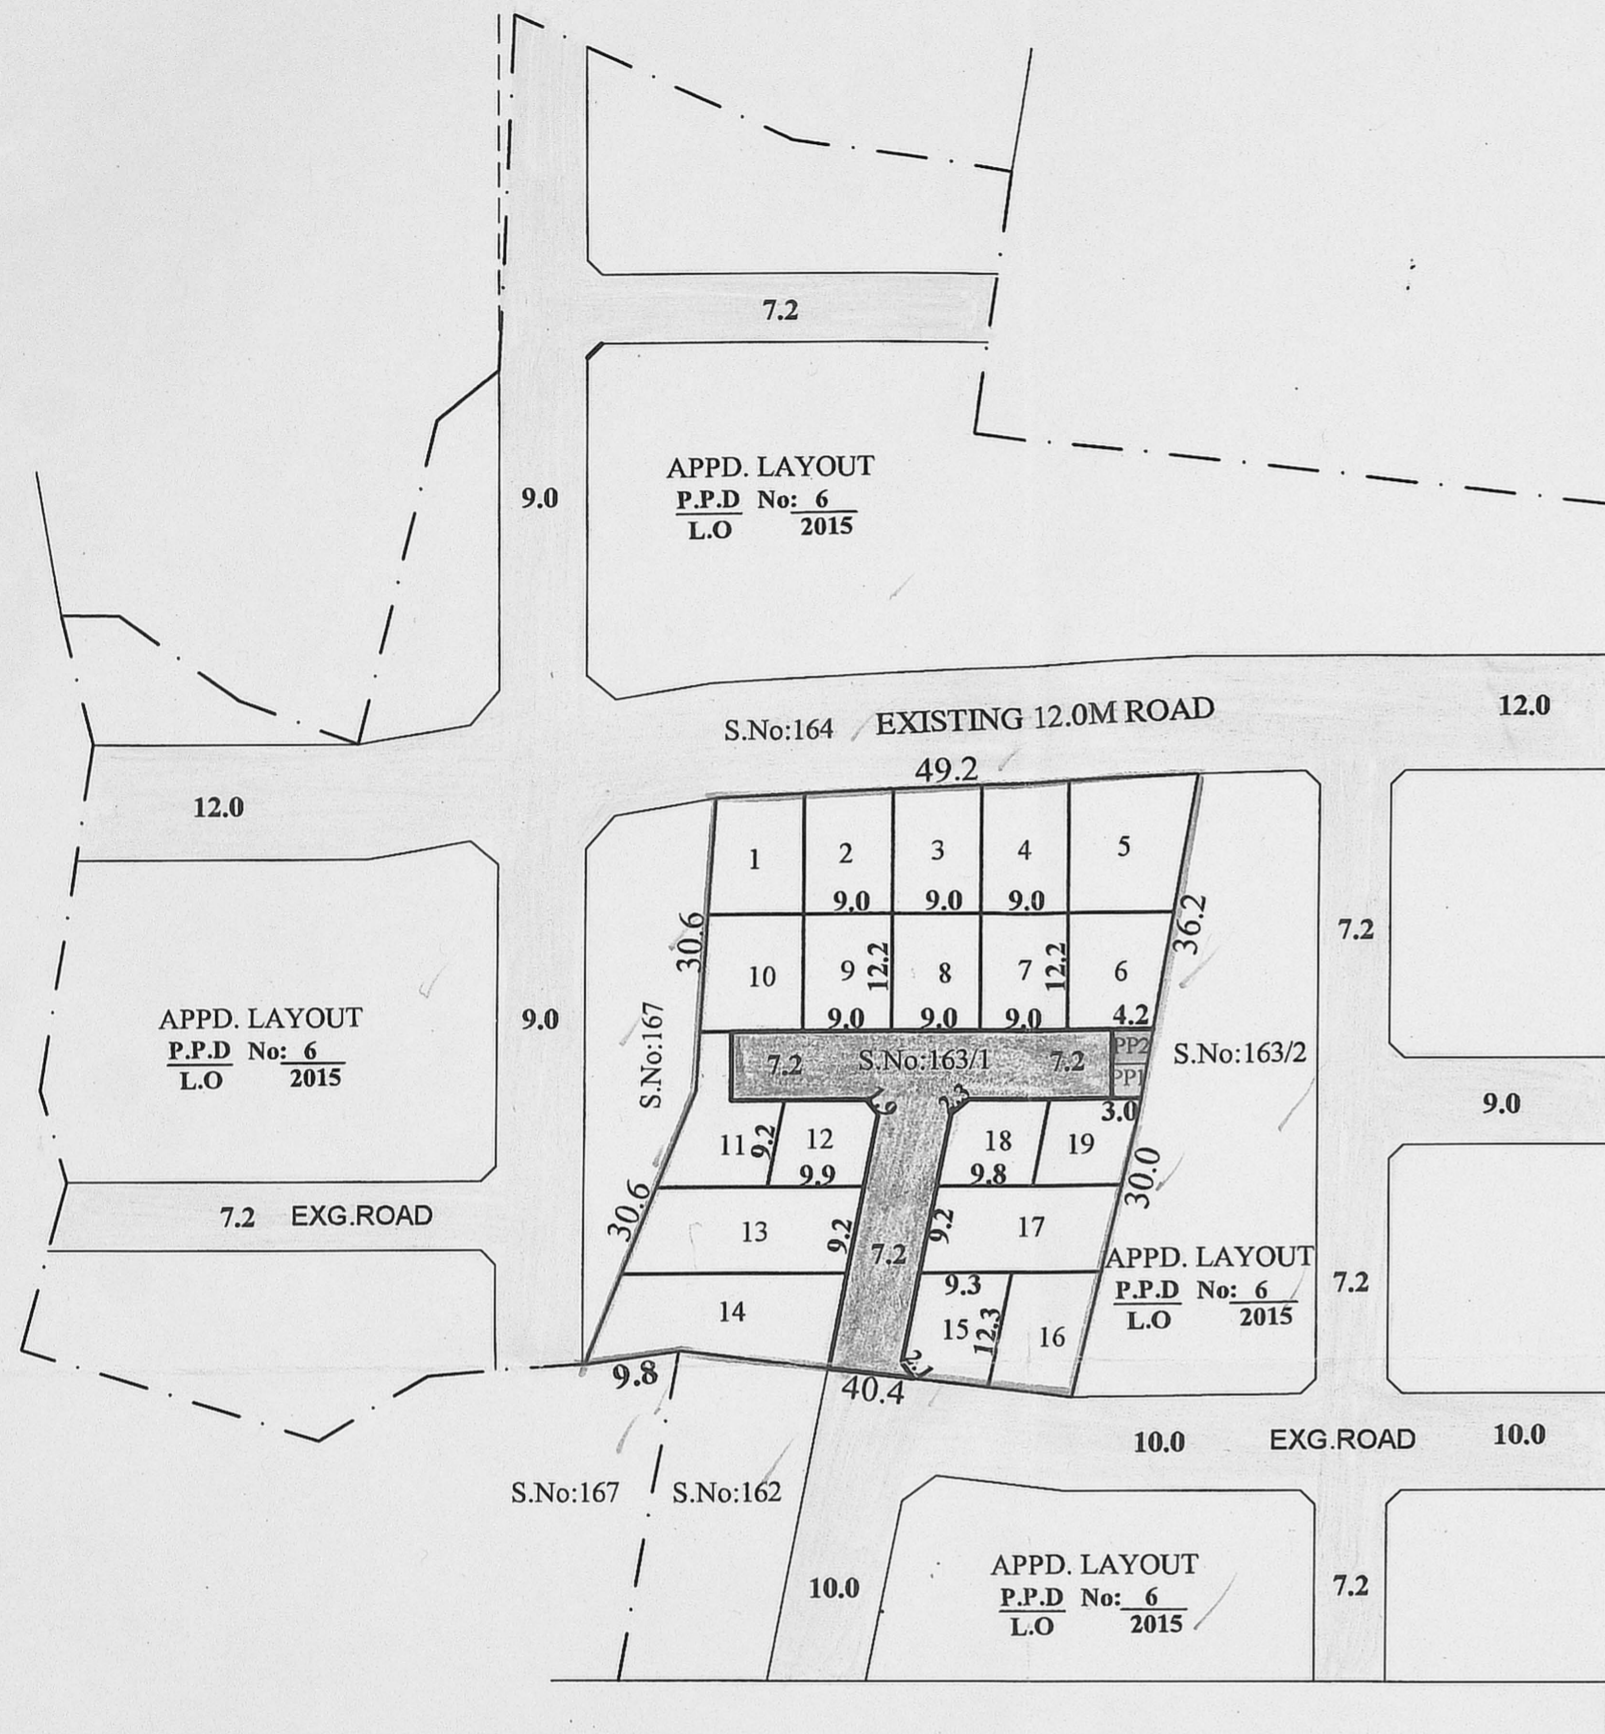 7.2
APPD. LAYOUT
P.P.D No: 6
L.O 2015
9.0
S.No:164 EXISTING 12.0M ROAD
12.0
49.2
12.0
1 2 3 4 5
9.0 9.0 9.0
30.6
36.2
7.2
10 9 12.2 8 7 12.2 6
9.0 9.0 9.0 4.2
APPD. LAYOUT
P.P.D No: 6
L.O 2015
9.0
S.No:167
7.2 S.No:163/1 7.2
PP2
PP1
S.No:163/2
9.0
3.0
11 9.2 12 18 19
9.9 9.8
30.0
7.2 EXG.ROAD
30.6
13 9.2 7.2 9.2 17
APPD. LAYOUT
P.P.D No: 6
L.O 2015
7.2
14 9.3
15 12.3 16
9.8 40.4
10.0 EXG.ROAD 10.0
S.No:167 S.No:162
10.0
APPD. LAYOUT
P.P.D No: 6
L.O 2015
7.2